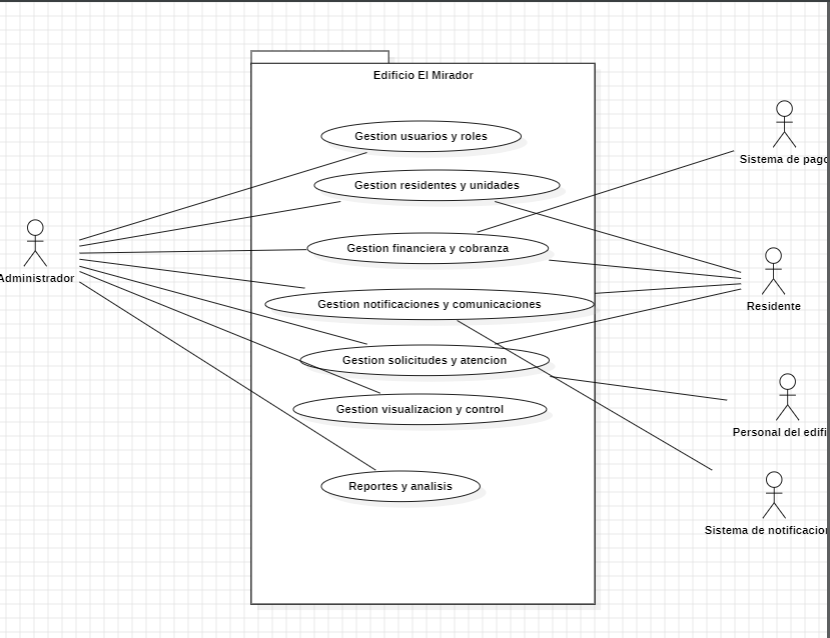 Edificio El Mirador
Gestion usuarios y roles
Sistema de pago
Gestion residentes y unidades
Gestion financiera y cobranza
Administrador
Gestion notificaciones y comunicaciones
Residente
Gestion solicitudes y atencion
Gestion visualizacion y control
Personal del edifi
Reportes y analisis
Sistema de notificacion